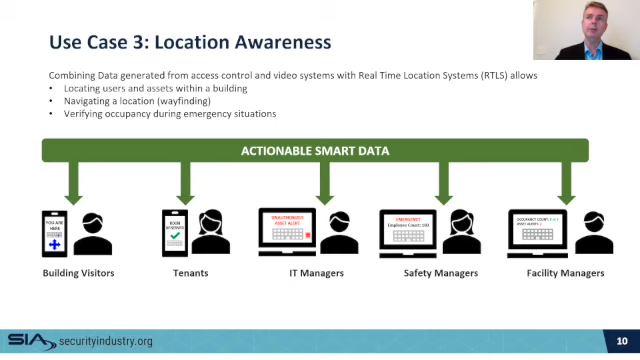 Use Case 3: Location Awareness
Combining Data generated from access control and video systems with Real Time Location Systems (RTLS) allows
• Locating users and assets within a building
• Navigating a location (wayfinding)
• Verifying occupancy during emergency situations
ACTIONABLE SMART DATA
YOU ARE
HERE
ROOM
RESERVED
UNAUTHORIZED
ASSET ALERT
EMERGENCY
Employee Count:
OCCUPANCY COUNT:
ASSET ALERTS:
Building Visitors
Tenants
IT Managers
Safety Managers
Facility Managers
SIA
securityindustry.org
10